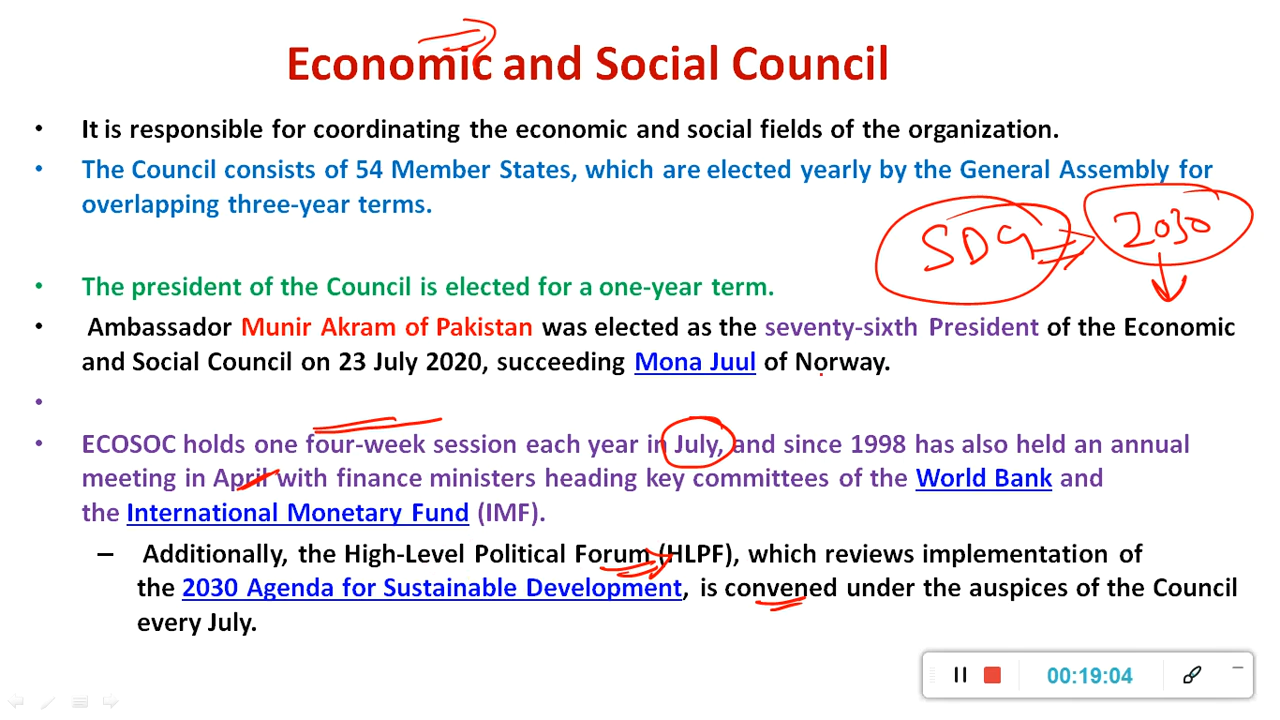 Economic and Social Council
• It is responsible for coordinating the economic and social fields of the organization.
• The Council consists of 54 Member States, which are elected yearly by the General Assembly for
overlapping three-year terms.
SDG
2030
• The president of the Council is elected for a one-year term.
• Ambassador Munir Akram of Pakistan was elected as the seventy-sixth President of the Economic
and Social Council on 23 July 2020, succeeding Mona Juul of Norway.
•
• ECOSOC holds one four-week session each year in July, and since 1998 has also held an annual
meeting in April with finance ministers heading key committees of the World Bank and
the International Monetary Fund (IMF).
– Additionally, the High-Level Political Forum (HLPF), which reviews implementation of
the 2030 Agenda for Sustainable Development, is convened under the auspices of the Council
every July.
00:19:04